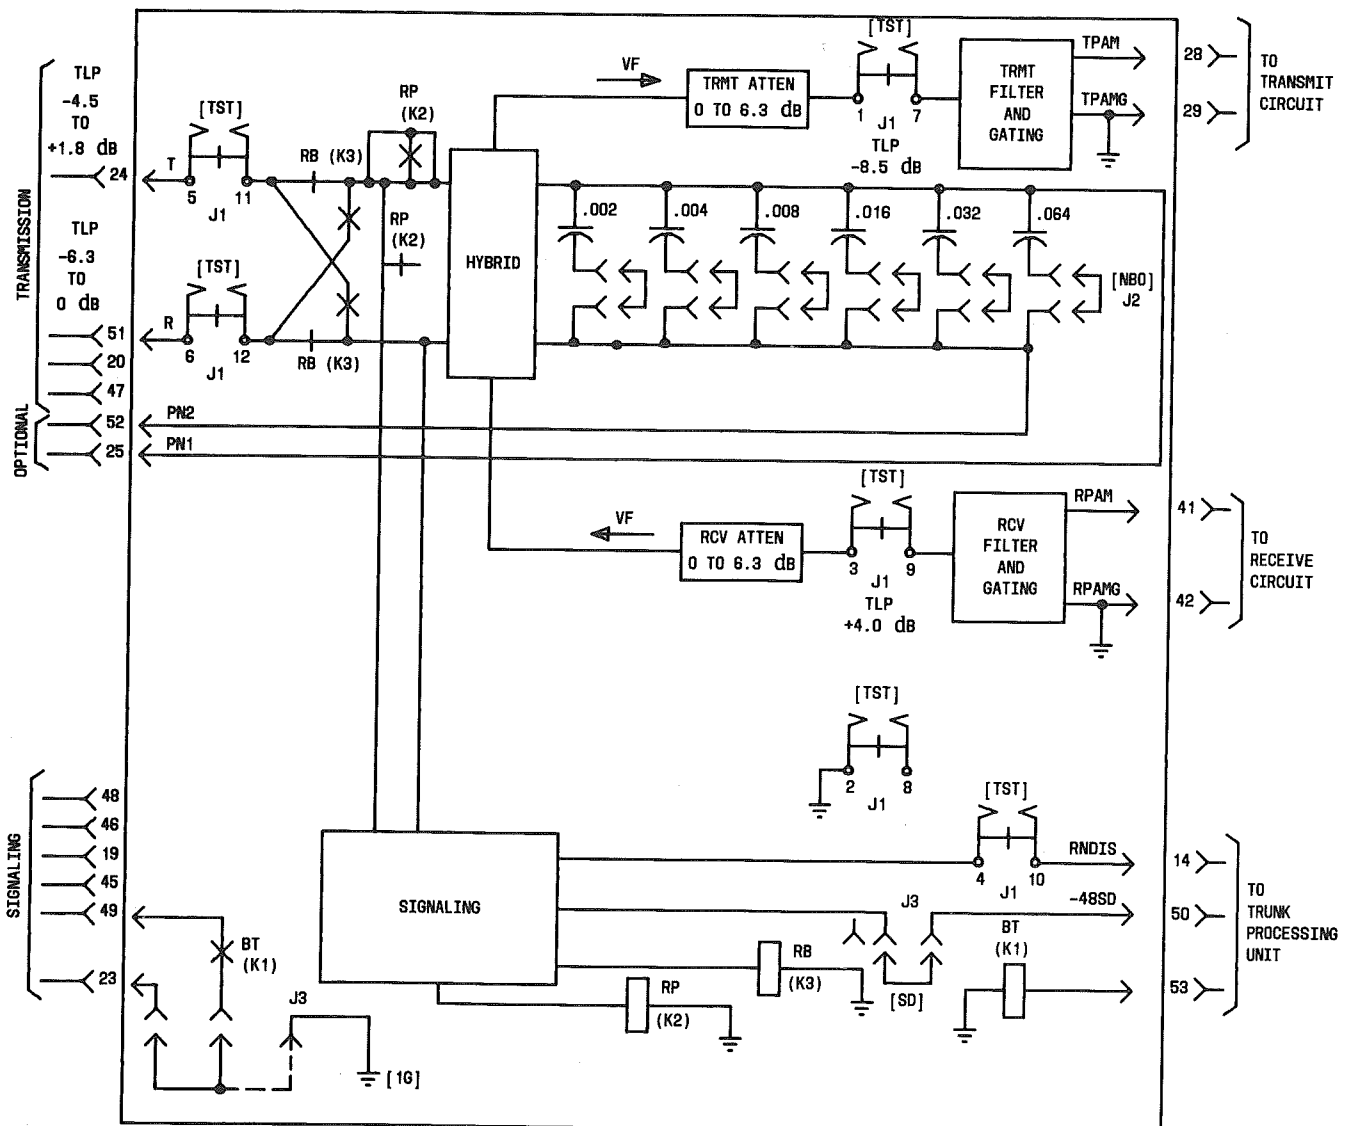 [TST]
TPAM
28
TO
TRANSMIT
CIRCUIT
VF
TRMT ATTEN
0 TO 6.3 dB
TRMT
FILTER
AND
GATING
TPAMG
29
1
7
J1
TLP
-8.5 dB
TLP
-4.5
TO
+1.8 dB
[TST]
RP
(K2)
RB (K3)
24
T
5
11
J1
TRANSMISSION
TLP
-6.3
TO
0 dB
[TST]
RP
(K2)
HYBRID
.002
.004
.008
.016
.032
.064
[NBO]
J2
51
R
6
12
J1
RB (K3)
20
47
OPTIONAL
52
PN2
25
PN1
[TST]
RPAM
41
TO
RECEIVE
CIRCUIT
VF
RCV ATTEN
0 TO 6.3 dB
RCV
FILTER
AND
GATING
RPAMG
42
3
9
J1
TLP
+4.0 dB
[TST]
2
8
J1
[TST]
RNDIS
14
4
10
J1
SIGNALING
48
46
19
45
49
23
SIGNALING
J3
-48SD
50
TO
TRUNK
PROCESSING
UNIT
BT
(K1)
RB
(K3)
[SD]
BT
(K1)
53
RP
(K2)
J3
[1G]